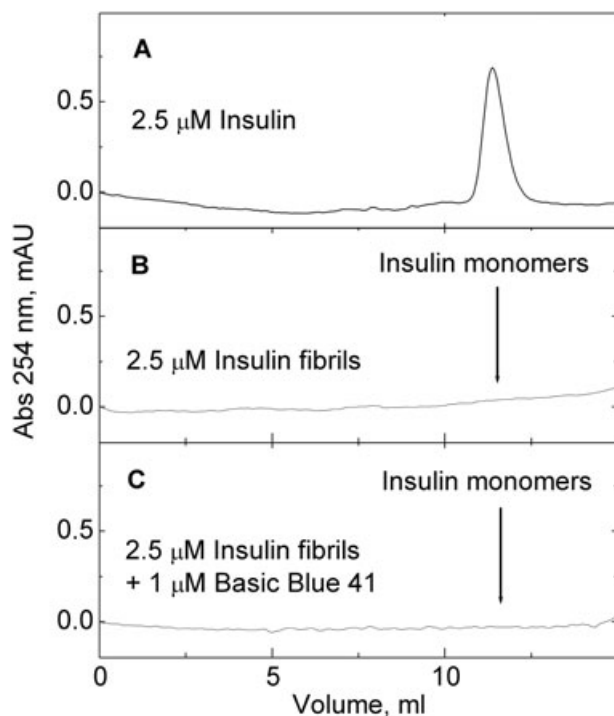 A
0.5
2.5 μM Insulin
0.0
Abs 254 nm, mAU
B
Insulin monomers
0.5
2.5 μM Insulin fibrils
0.0
C
Insulin monomers
0.5
2.5 μM Insulin fibrils
+ 1 μM Basic Blue 41
0.0
0 5 10
Volume, ml